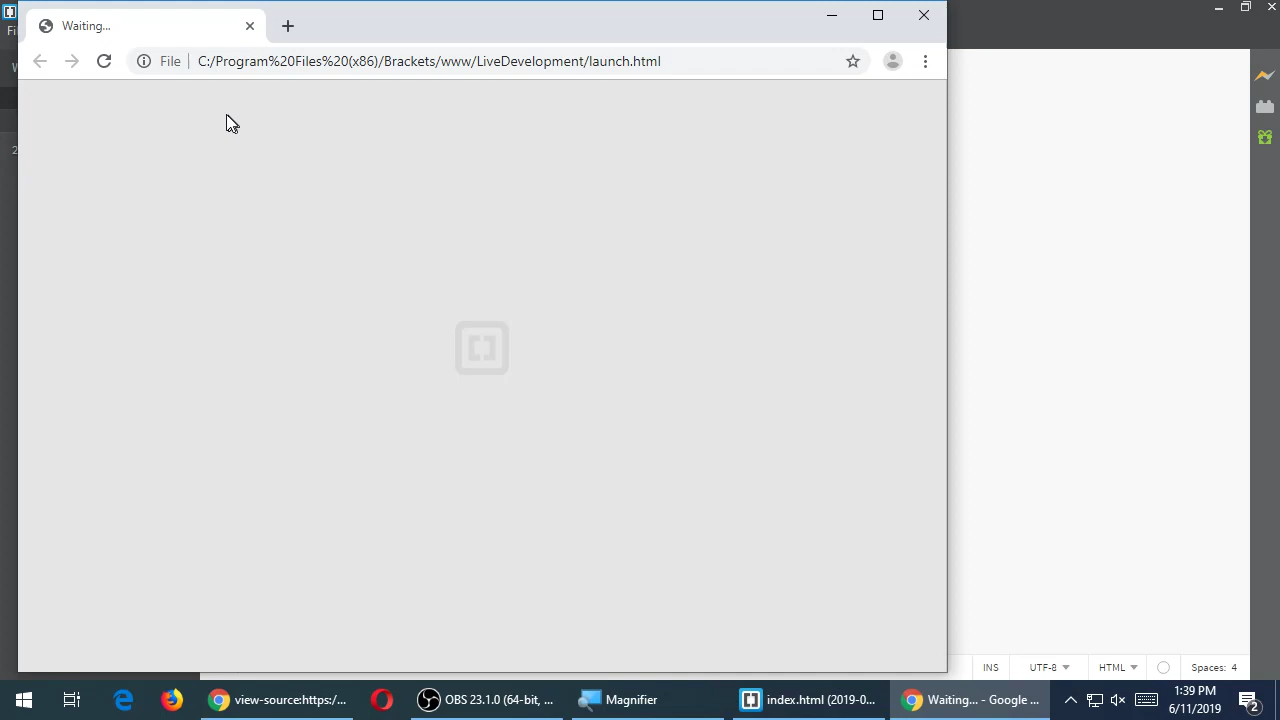 Waiting...
File
C:/Program%20Files%20(x86)/Brackets/www/LiveDevelopment/launch.html
2
INS
UTF-8
HTML
Spaces: 4
view-source:https:/...
OBS 23.1.0 (64-bit, ...
Magnifier
index.html (2019-0...
Waiting... - Google ...
1:39 PM
6/11/2019
2